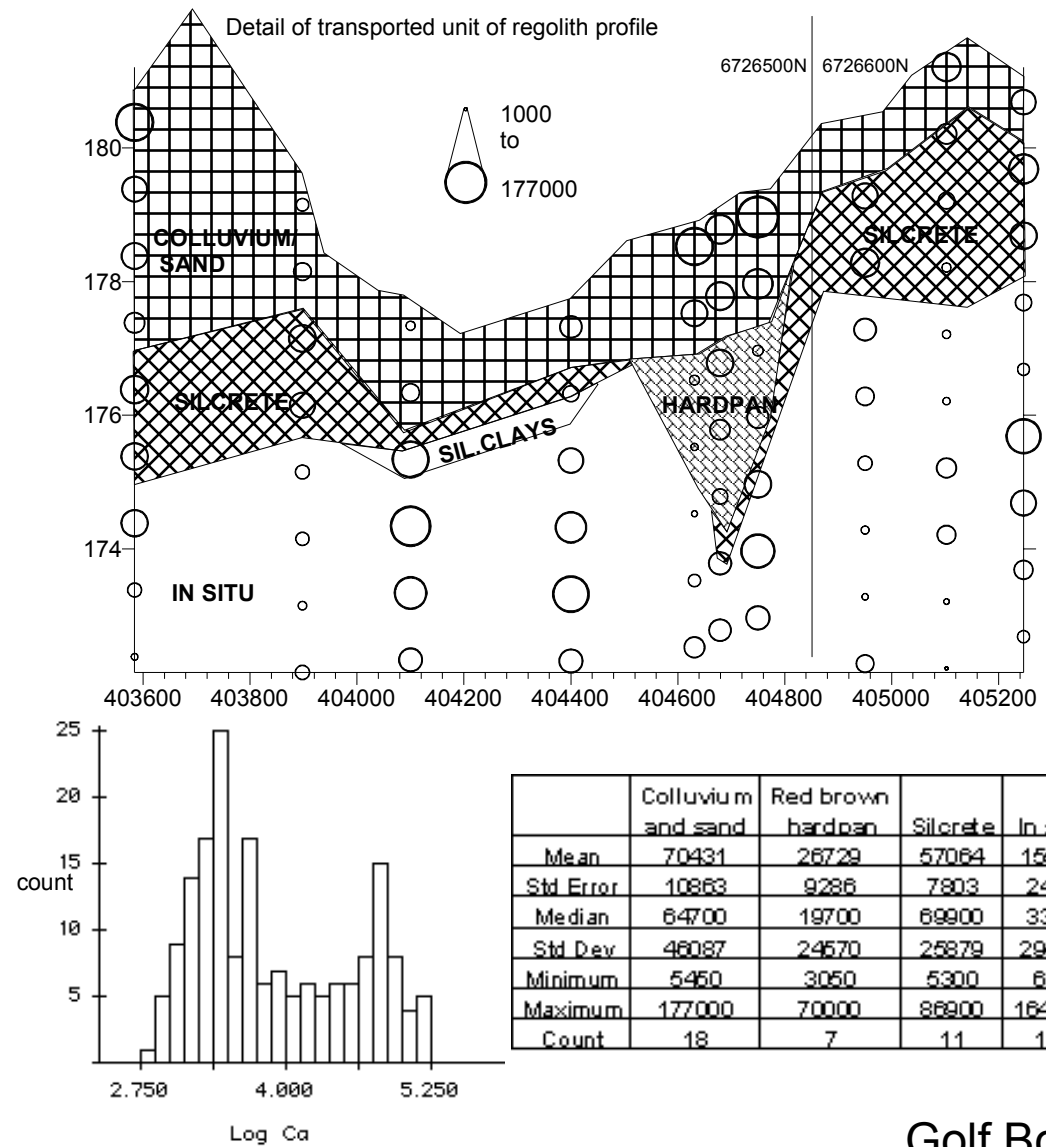 Detail of transported unit of regolith profile
6726500N 6726600N
1000
to
177000
180
178
176
174
COLLUVIUM/
SAND
SILCRETE
SILCRETE
HARDPAN
SIL.CLAYS
IN SITU
403600 403800 404000 404200 404400 404600 404800 405000 405200
25
20
15
10
5
count
2.750 4.000 5.250
Log Ca
Colluvium Red brown
and sand hardpan Silcrete In
Mean 70431 26729 57064
Std Error 10863 9286 7803
Median 64700 19700 69900
Std Dev 46087 24570 25879
Minimum 5450 3050 5300
Maximum 177000 70000 86900
Count 18 7 11
Golf Bo